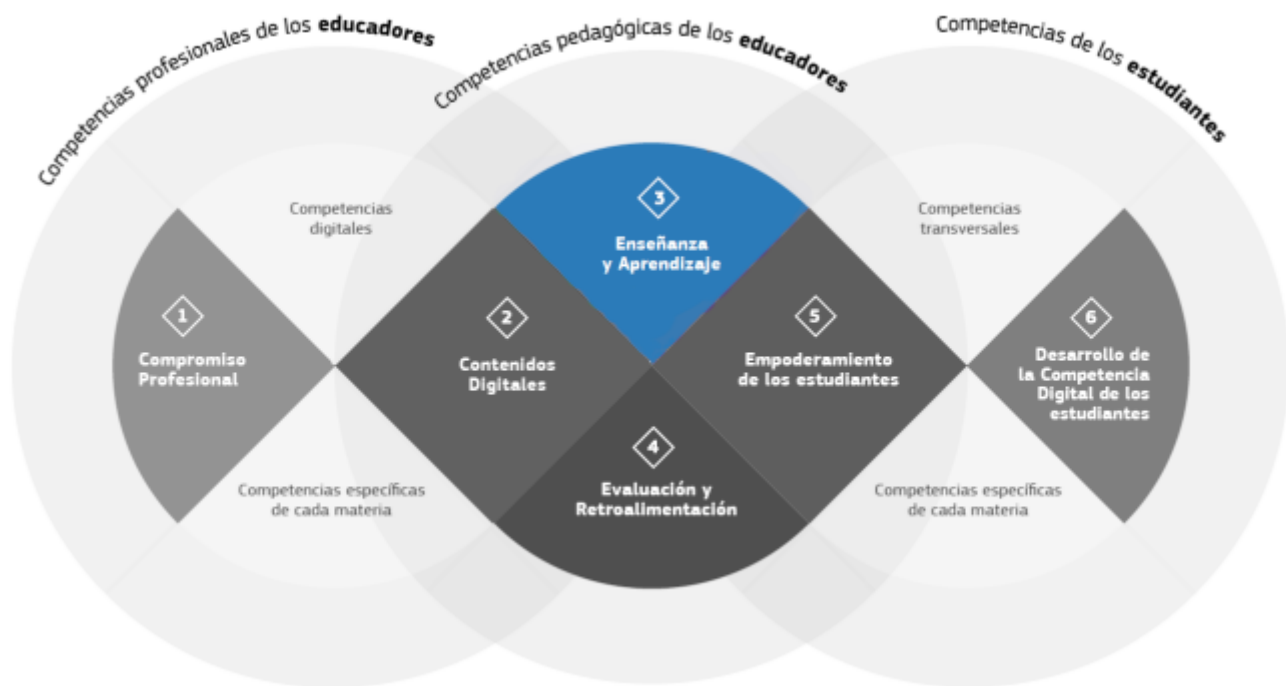 Competencias profesionales de los educadores
Competencias pedagógicas de los educadores
Competencias de los estudiantes
Competencias
digitales
3
Enseñanza
y Aprendizaje
Competencias
transversales
1
Compromiso
Profesional
2
Contenidos
Digitales
5
Empoderamiento
de los estudiantes
6
Desarrollo de
la Competencia
Digital de los
estudiantes
Competencias específicas
de cada materia
4
Evaluación y
Retroalimentación
Competencias específicas
de cada materia